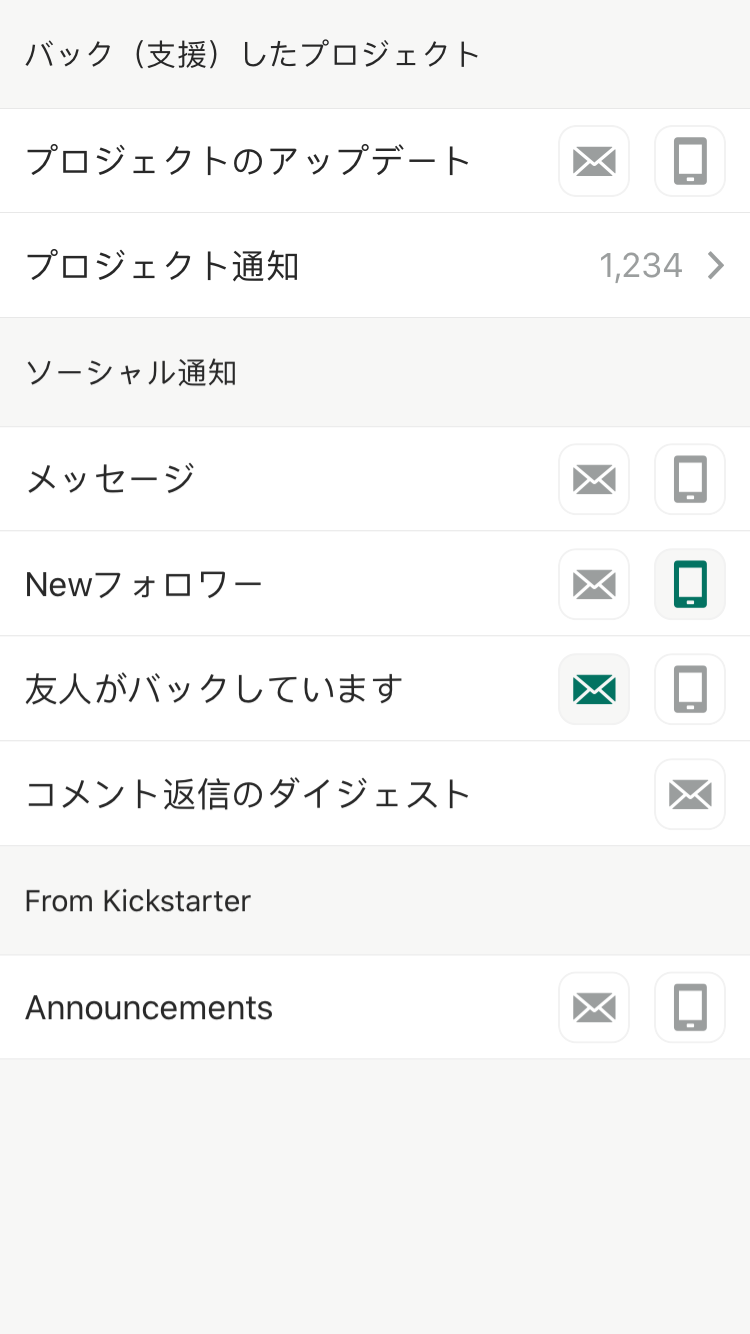 バック（支援）したプロジェクト
プロジェクトのアップデート
プロジェクト通知 1,234
ソーシャル通知
メッセージ
Newフォロワー
友人がバックしています
コメント返信のダイジェスト
From Kickstarter
Announcements